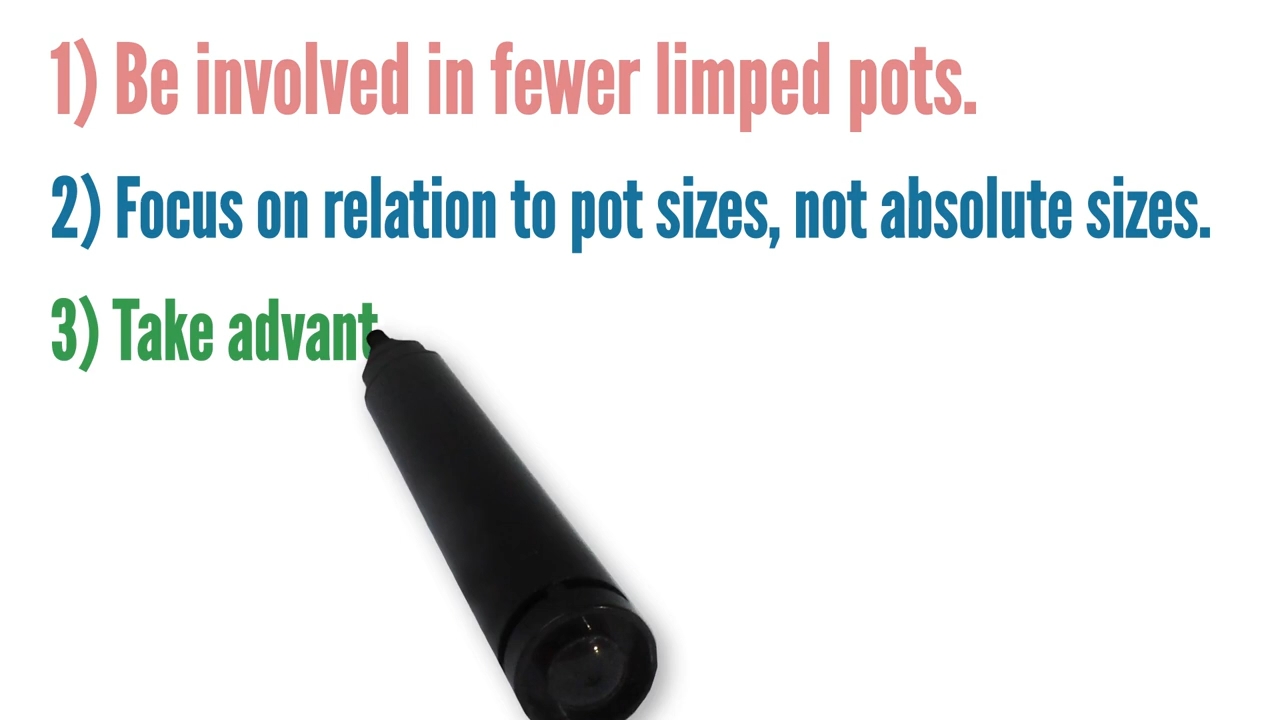 1) Be involved in fewer limped pots.
2) Focus on relation to pot sizes, not absolute sizes.
3) Take advant